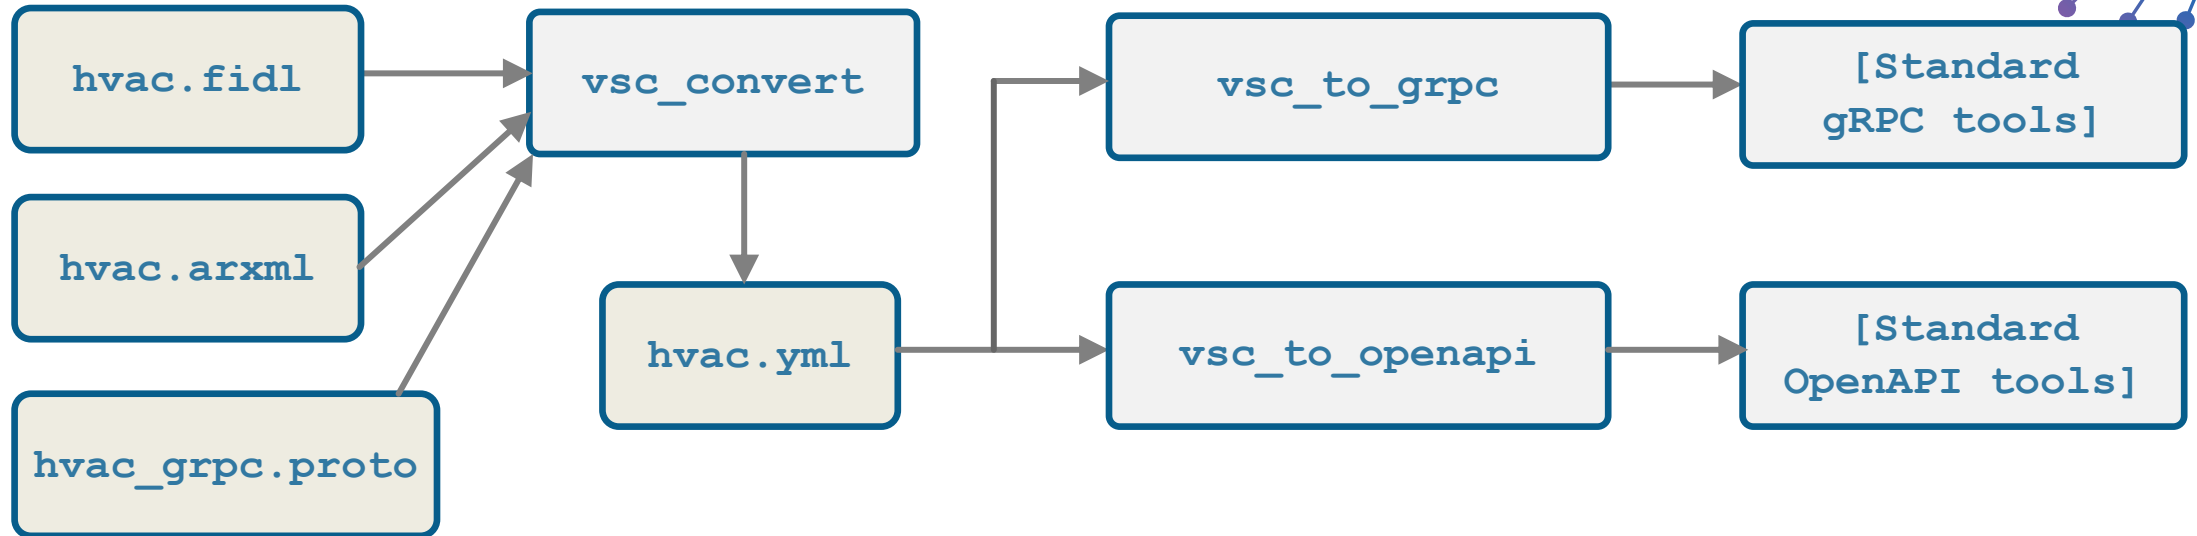 hvac.fidl
vsc_convert
vsc_to_grpc
[Standard
gRPC tools]
hvac.arxml
hvac.yml
vsc_to_openapi
[Standard
OpenAPI tools]
hvac_grpc.proto